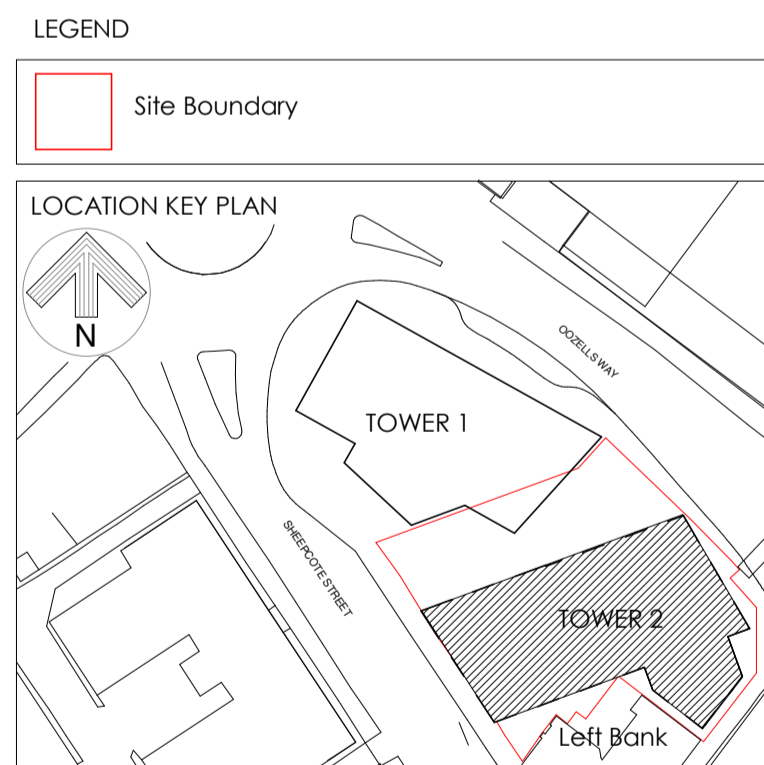 LEGEND
Site Boundary
LOCATION KEY PLAN
N
OOZELLS WAY
TOWER 1
SHEEPCOTE STREET
TOWER 2
Left Bank